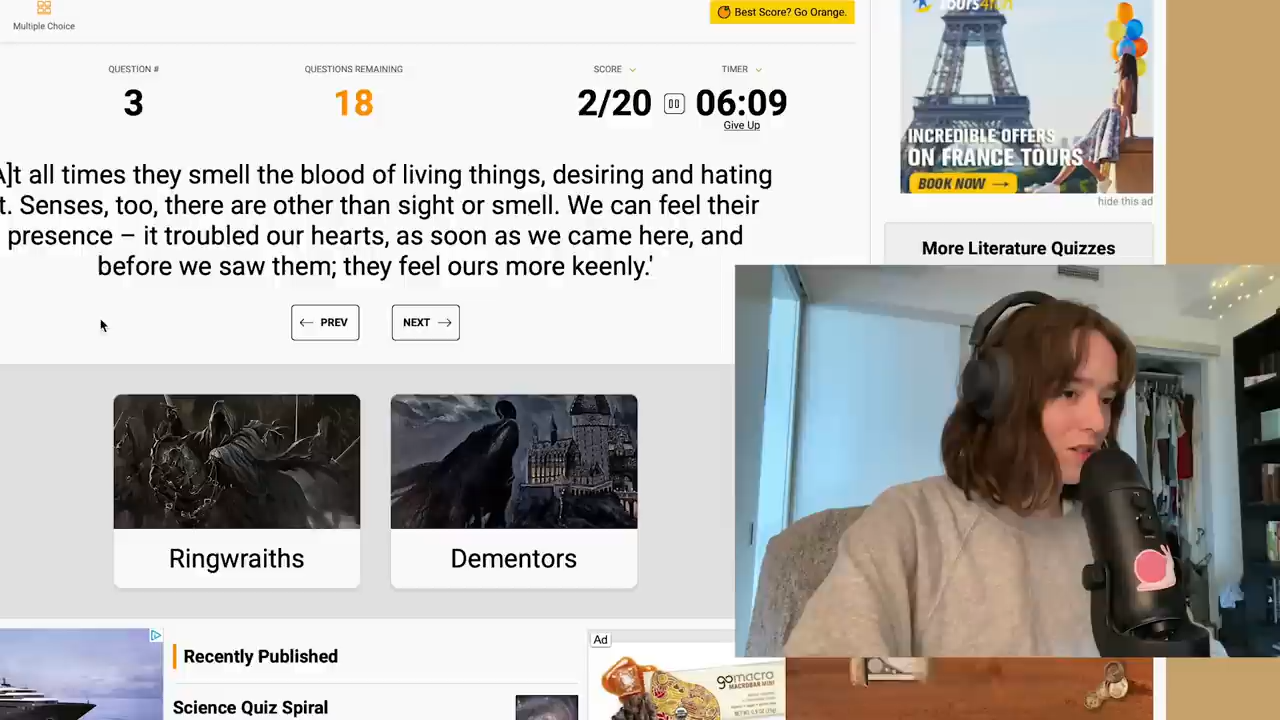 Multiple Choice
Best Score? Go Orange.
QUESTION #
QUESTIONS REMAINING
SCORE
TIMER
3
18
2/20
06:09
Give Up
A]t all times they smell the blood of living things, desiring and hating
t. Senses, too, there are other than sight or smell. We can feel their
presence – it troubled our hearts, as soon as we came here, and
before we saw them; they feel ours more keenly.'
← PREV
NEXT →
Ringwraiths
Dementors
Recently Published
Science Quiz Spiral
Tours4fun
INCREDIBLE OFFERS
ON FRANCE TOURS
BOOK NOW →
hide this ad
More Literature Quizzes
Ad
gomacro
MACROBAR MINI